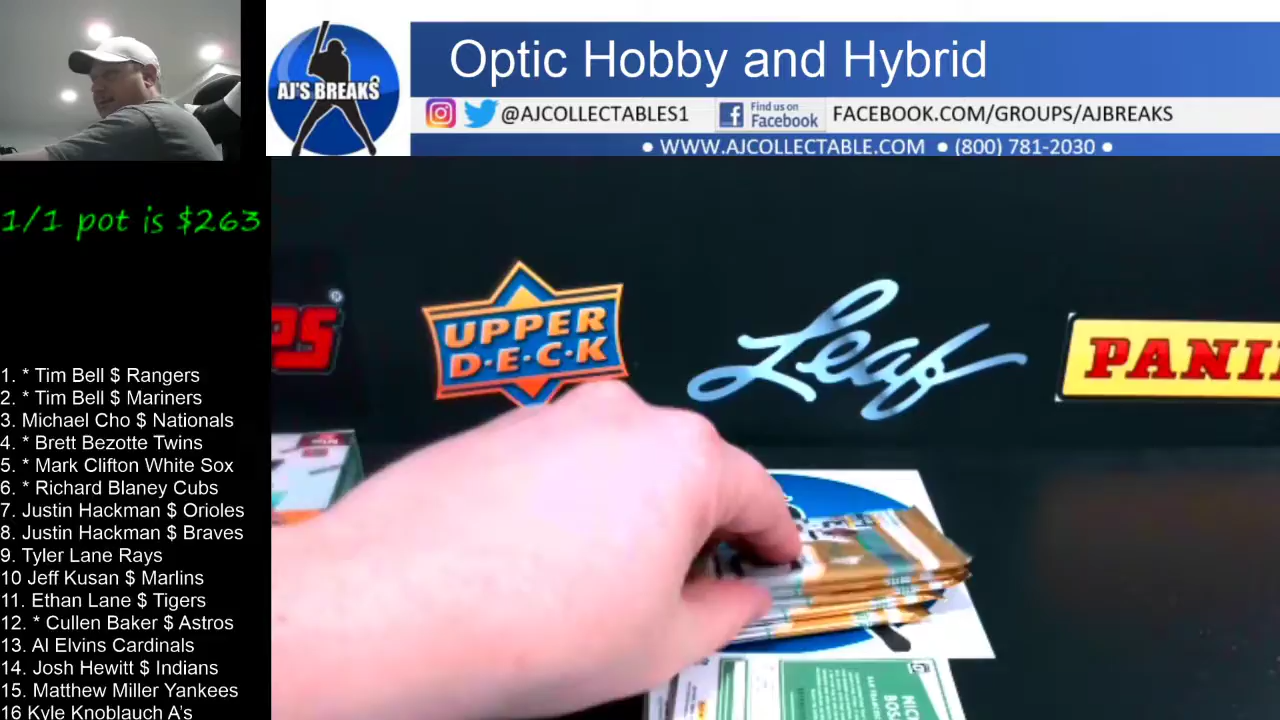 Optic Hobby and Hybrid
AJ'S BREAKS
@AJCOLLECTABLES1
Find us on
Facebook
FACEBOOK.COM/GROUPS/AJBREAKS
• WWW.AJCOLLECTABLE.COM • (800) 781-2030 •
1/1 pot is $263
PS
UPPER
D·E·C·K
Leaf
PANI
1. * Tim Bell $ Rangers
2. * Tim Bell $ Mariners
3. Michael Cho $ Nationals
4. * Brett Bezotte Twins
5. * Mark Clifton White Sox
6. * Richard Blaney Cubs
7. Justin Hackman $ Orioles
8. Justin Hackman $ Braves
9. Tyler Lane Rays
10 Jeff Kusan $ Marlins
11. Ethan Lane $ Tigers
12. * Cullen Baker $ Astros
13. Al Elvins Cardinals
14. Josh Hewitt $ Indians
15. Matthew Miller Yankees
16 Kyle Knoblauch A's